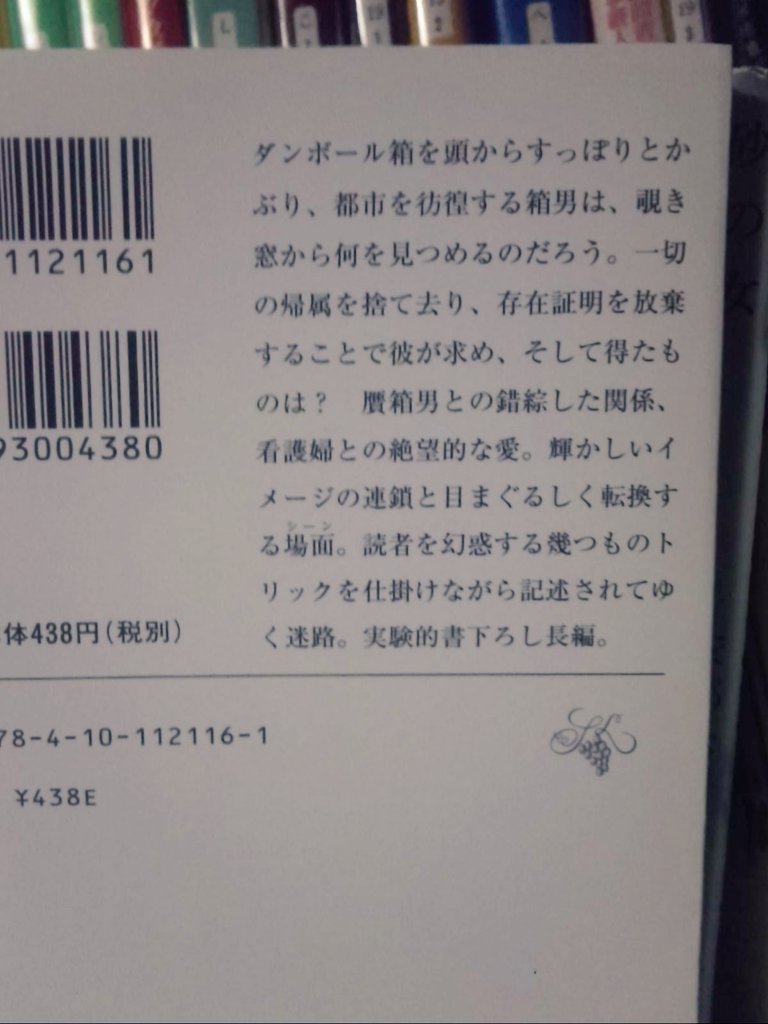 1121161
93004380
体438円(税別)
78-4-10-112116-1
¥438E
ダンボール箱を頭からすっぽりとか
ぶり、都市を彷徨する箱男は、覗き
窓から何を見つめるのだろう。一切
の帰属を捨て去り、存在証明を放棄
することで彼が求め、そして得たも
のは？　贋箱男との錯綜した関係、
看護婦との絶望的な愛。輝かしいイ
メージの連鎖と目まぐるしく転換す
シーン
る場面。読者を幻惑する幾つものト
リックを仕掛けながら記述されてゆ
く迷路。実験的書下ろし長編。
砂の女